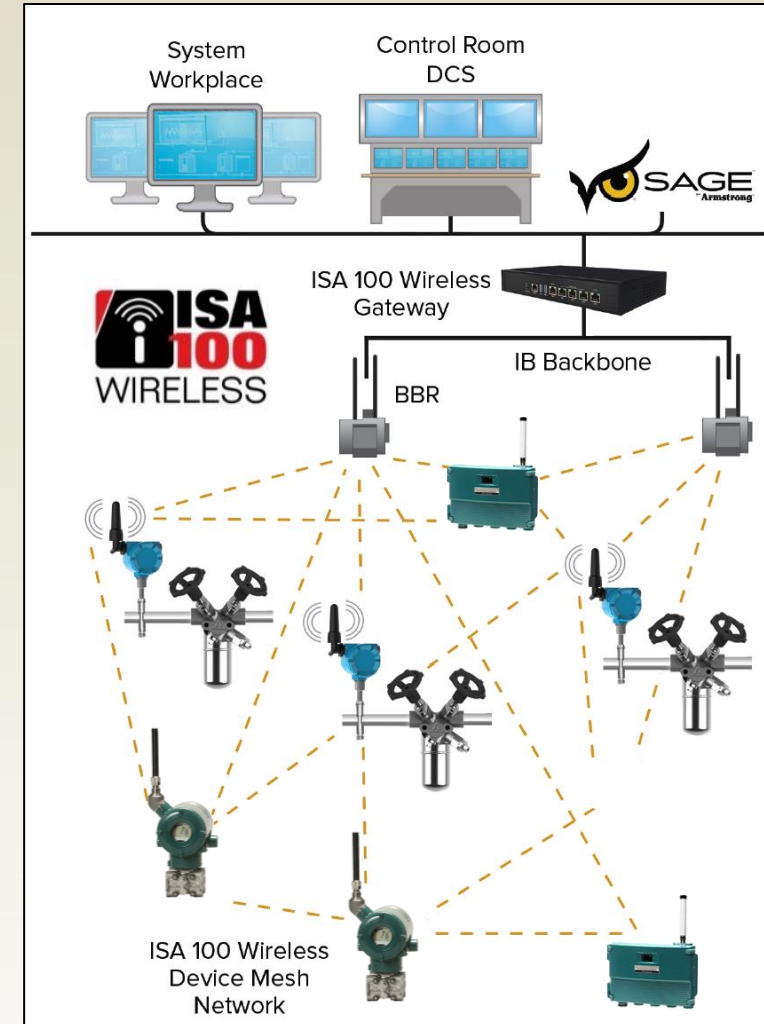 System
Workplace
Control Room
DCS
SAGE
by Armstrong
ISA 100 Wireless
Gateway
ISA
100
WIRELESS
IB Backbone
BBR
ISA 100 Wireless
Device Mesh
Network